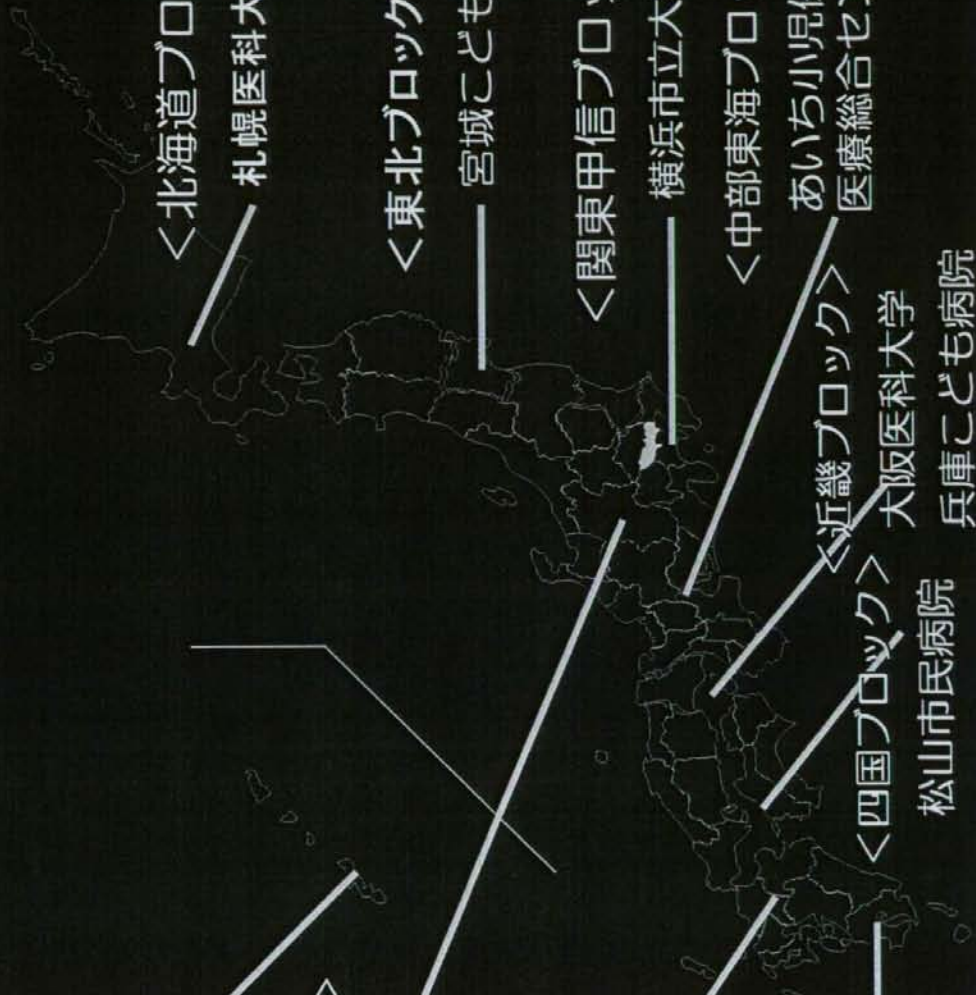 <北海道ブロ
札幌医科大
<東北ブロック
宮城こども
<関東甲信ブロッ
横浜市立大
<中部東海ブロ
あいち小児保
医療総合セン
<近畿ブロック>
大阪医科大学
兵庫こども病院
<四国ブロック>
松山市民病院